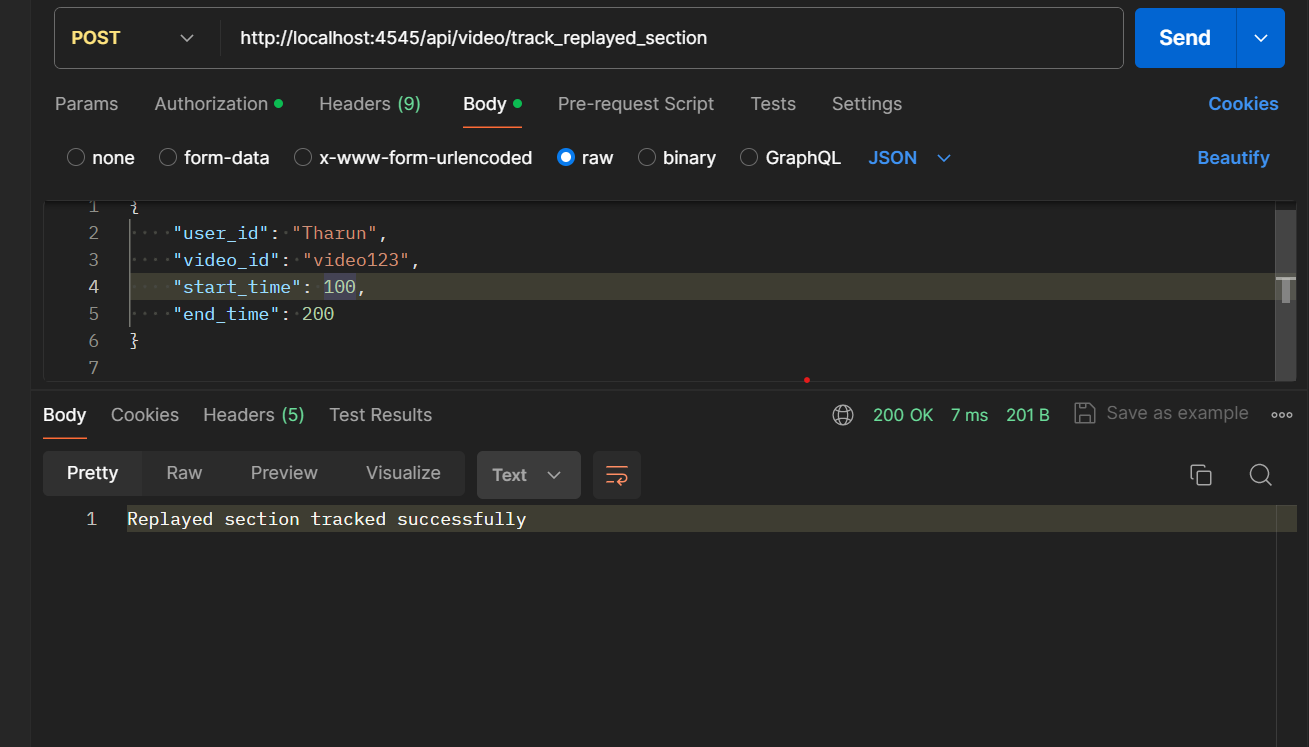 POST http://localhost:4545/api/video/track_replayed_section Send
Params Authorization Headers (9) Body Pre-request Script Tests Settings Cookies
none form-data x-www-form-urlencoded raw binary GraphQL JSON Beautify
1 {
2 "user_id": "Tharun",
3 "video_id": "video123",
4 "start_time": 100,
5 "end_time": 200
6 }
7
Body Cookies Headers (5) Test Results 200 OK 7 ms 201 B Save as example
Pretty Raw Preview Visualize Text
1 Replayed section tracked successfully